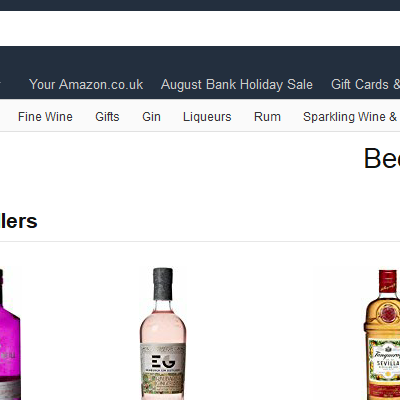 Your Amazon.co.uk August Bank Holiday Sale Gift Cards &
Fine Wine Gifts Gin Liqueurs Rum Sparkling Wine &
Be
lers
EG
Tanqueray
SEVILLA